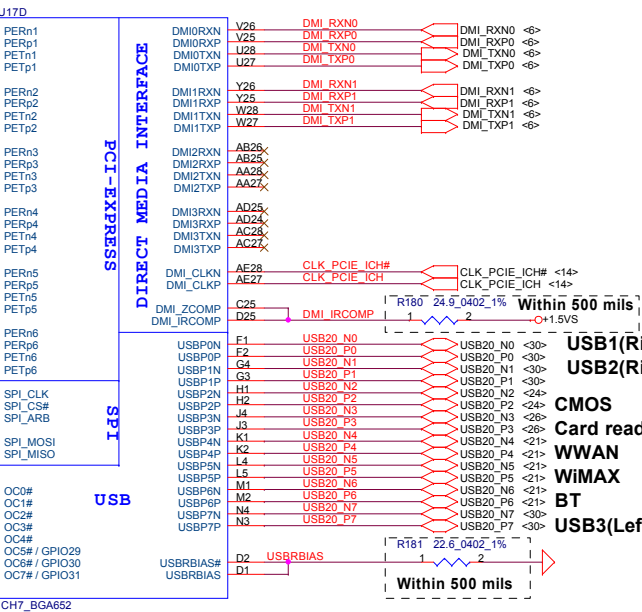 U17D
PERn1 DMI0RXN V26 DMI_RXN0 DMI_RXN0 <6>
PERp1 DMI0RXP V25 DMI_RXP0 DMI_RXP0 <6>
PETn1 DMI0TXN U28 DMI_TXN0 DMI_TXN0 <6>
PETp1 DMI0TXP U27 DMI_TXP0 DMI_TXP0 <6>
PERn2 DMI1RXN Y26 DMI_RXN1 DMI_RXN1 <6>
PERp2 DMI1RXP Y25 DMI_RXP1 DMI_RXP1 <6>
PETn2 DMI1TXN W28 DMI_TXN1 DMI_TXN1 <6>
PETp2 DMI1TXP W27 DMI_TXP1 DMI_TXP1 <6>
PERn3 DMI2RXN AB26
PERp3 DMI2RXP AB25
PETn3 DMI2TXN AA28
PETp3 DMI2TXP AA27
PERn4 DMI3RXN AD25
PERp4 DMI3RXP AD24
PETn4 DMI3TXN AC28
PETp4 DMI3TXP AC27
PCI-EXPRESS
DIRECT MEDIA INTERFACE
PERn5 DMI_CLKN AE28 CLK_PCIE_ICH# CLK_PCIE_ICH# <14>
PERp5 DMI_CLKP AE27 CLK_PCIE_ICH CLK_PCIE_ICH <14>
PETn5
PETp5 DMI_ZCOMP C25
DMI_IRCOMP D25 DMI_IRCOMP
R180 24.9_0402_1% Within 500 mils
1 2 +1.5VS
PERn6 USBP0N F1 USB20_N0 USB20_N0 <30> USB1(Ri
PERp6 USBP0P F2 USB20_P0 USB20_P0 <30>
PETn6 USBP1N G4 USB20_N1 USB20_N1 <30> USB2(Ri
PETp6 USBP1P G3 USB20_P1 USB20_P1 <30>
SPI_CLK USBP2N H1 USB20_N2 USB20_N2 <24>
SPI_CS# USBP2P H2 USB20_P2 USB20_P2 <24> CMOS
SPI_ARB USBP3N J4 USB20_N3 USB20_N3 <26>
USBP3P J3 USB20_P3 USB20_P3 <26> Card read
SPI_MOSI USBP4N K1 USB20_N4 USB20_N4 <21>
SPI_MISO USBP4P K2 USB20_P4 USB20_P4 <21> WWAN
SPI
USBP5N L4 USB20_N5 USB20_N5 <21>
USBP5P L5 USB20_P5 USB20_P5 <21> WiMAX
OC0# USBP6N M1 USB20_N6 USB20_N6 <21>
OC1# USBP6P M2 USB20_P6 USB20_P6 <21> BT
OC2# USBP7N N4 USB20_N7 USB20_N7 <30>
OC3# USBP7P N3 USB20_P7 USB20_P7 <30> USB3(Lef
USB
OC4#
OC5# / GPIO29
OC6# / GPIO30 USBRBIAS# D2 USBRBIAS
OC7# / GPIO31 USBRBIAS D1
R181 22.6_0402_1%
1 2
Within 500 mils
CH7_BGA652